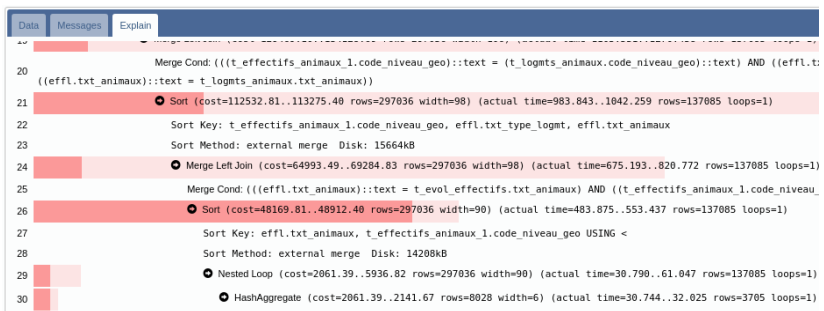 Data Messages Explain
20 Merge Cond: (((t_effectifs_animaux_1.code_niveau_geo)::text = (t_logmts_animaux.code_niveau_geo)::text) AND ((effl.tx
((effl.txt_animaux)::text = t_logmts_animaux.txt_animaux))
21 Sort (cost=112532.81..113275.40 rows=297036 width=98) (actual time=983.843..1042.259 rows=137085 loops=1)
22 Sort Key: t_effectifs_animaux_1.code_niveau_geo, effl.txt_type_logmt, effl.txt_animaux
23 Sort Method: external merge Disk: 15664kB
24 Merge Left Join (cost=64993.49..69284.83 rows=297036 width=98) (actual time=675.193..820.772 rows=137085 loops=1)
25 Merge Cond: (((effl.txt_animaux)::text = t_evol_effectifs.txt_animaux) AND ((t_effectifs_animaux_1.code_niveau_
26 Sort (cost=48169.81..48912.40 rows=297036 width=90) (actual time=483.875..553.437 rows=137085 loops=1)
27 Sort Key: effl.txt_animaux, t_effectifs_animaux_1.code_niveau_geo USING <
28 Sort Method: external merge Disk: 14208kB
29 Nested Loop (cost=2061.39..5936.82 rows=297036 width=90) (actual time=30.790..61.047 rows=137085 loops=1)
30 HashAggregate (cost=2061.39..2141.67 rows=8028 width=6) (actual time=30.744..32.025 rows=3705 loops=1)